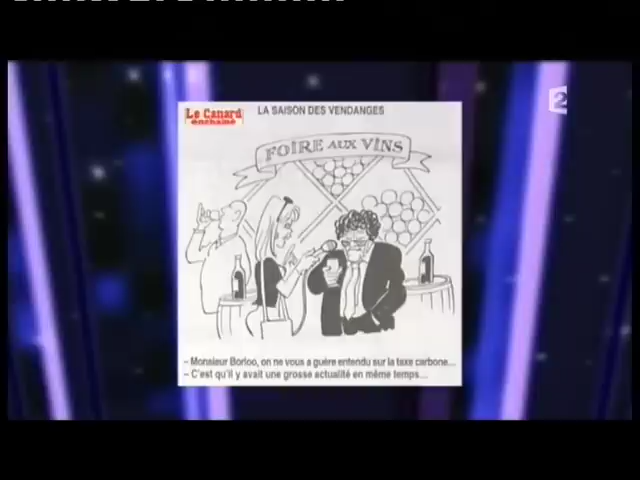 Le Canard
enchaîné
LA SAISON DES VENDANGES
2
FOIRE AUX VINS
– Monsieur Borloo, on ne vous a guère entendu sur la taxe carbone...
– C'est qu'il y avait une grosse actualité en même temps...